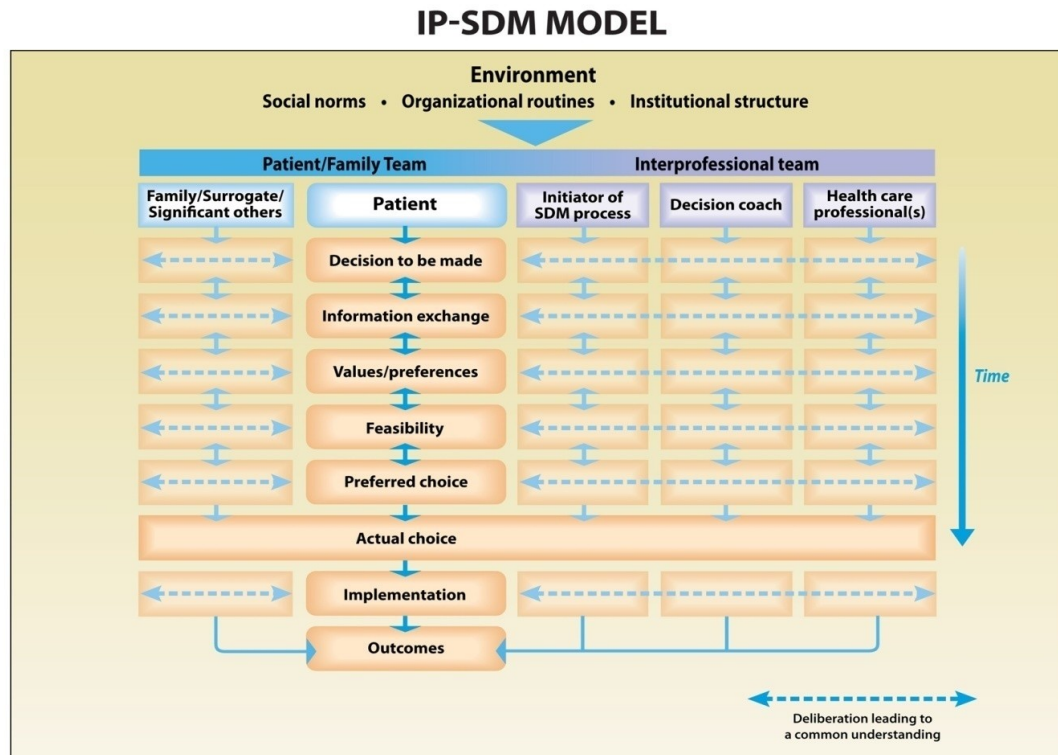 IP-SDM MODEL
Environment
Social norms • Organizational routines • Institutional structure
Patient/Family Team
Interprofessional team
Family/Surrogate/
Significant others
Patient
Initiator of
SDM process
Decision coach
Health care
professional(s)
Decision to be made
Information exchange
Values/preferences
Feasibility
Preferred choice
Actual choice
Implementation
Outcomes
Time
Deliberation leading to
a common understanding